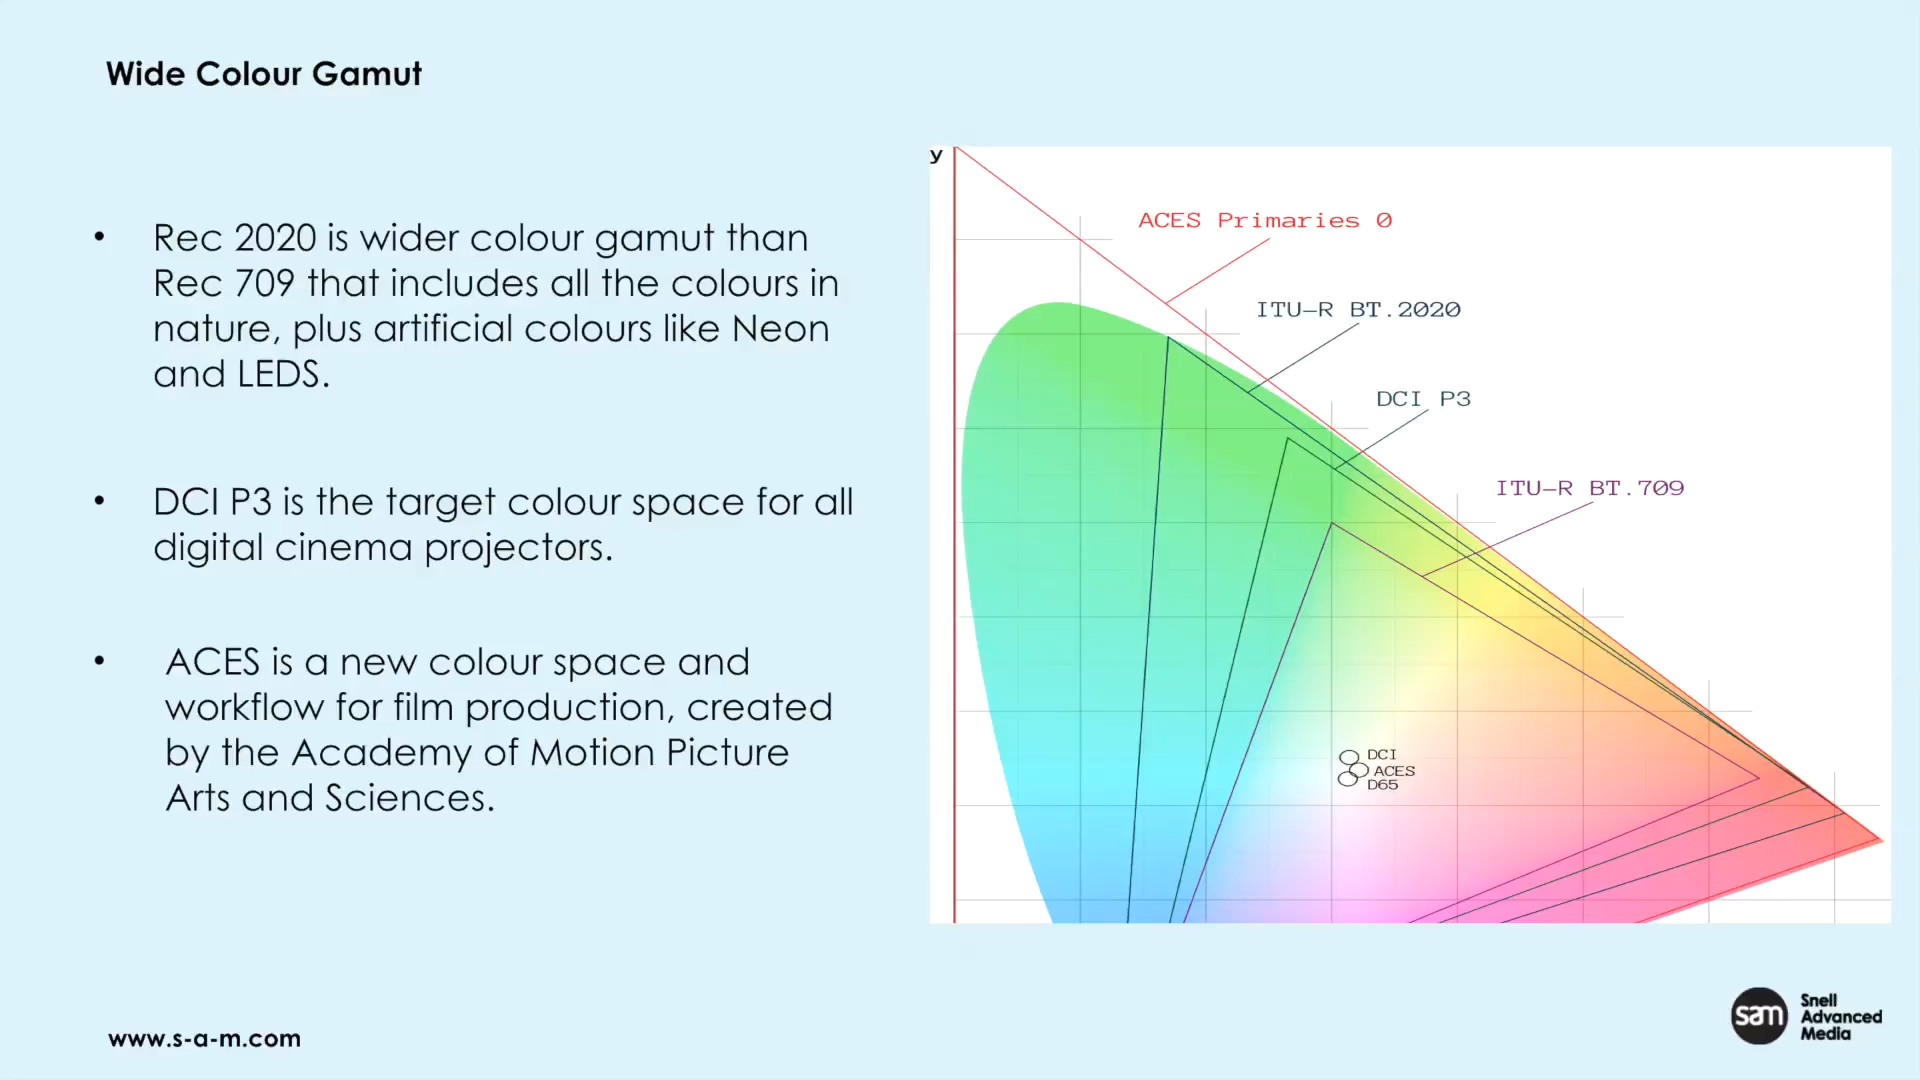 Wide Colour Gamut
• Rec 2020 is wider colour gamut than
Rec 709 that includes all the colours in
nature, plus artificial colours like Neon
and LEDS.
• DCI P3 is the target colour space for all
digital cinema projectors.
• ACES is a new colour space and
workflow for film production, created
by the Academy of Motion Picture
Arts and Sciences.
y
ACES Primaries 0
ITU-R BT.2020
DCI P3
ITU-R BT.709
DCI
ACES
D65
www.s-a-m.com
sam
Snell
Advanced
Media